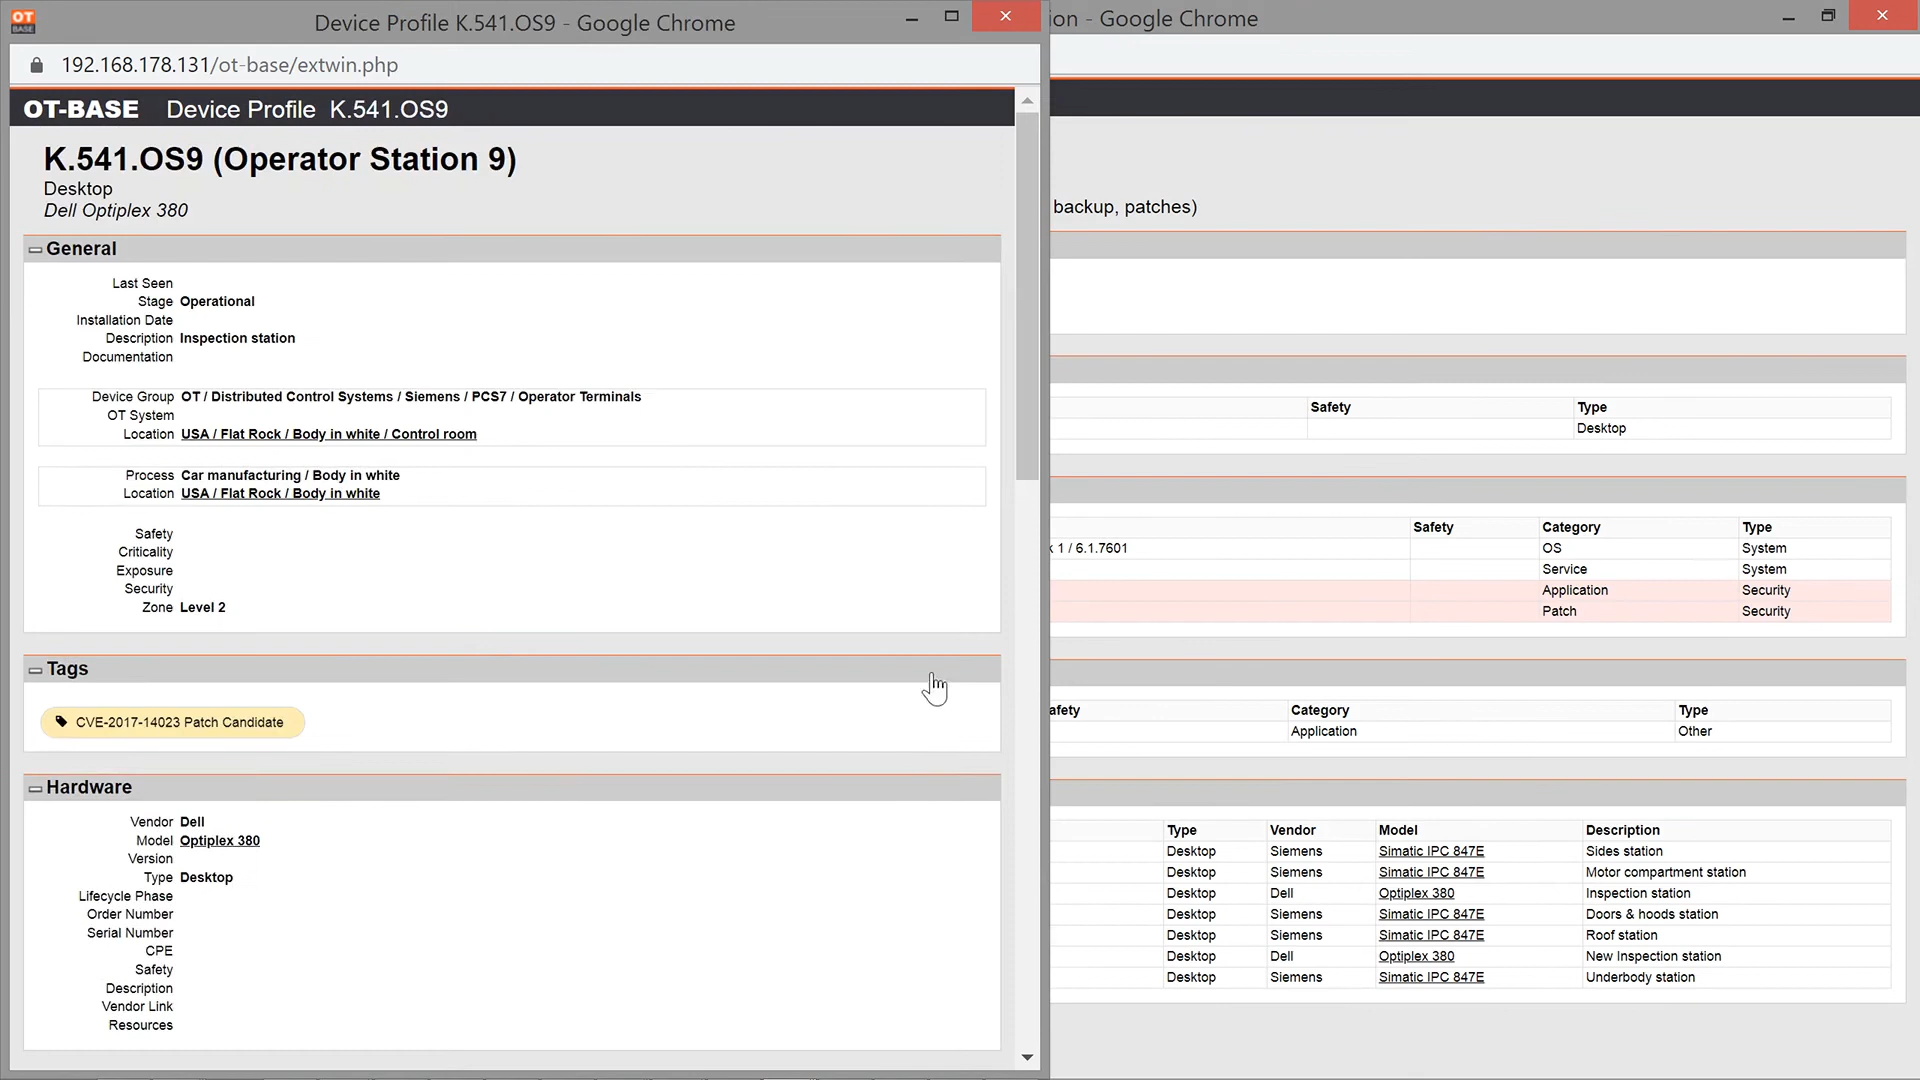 OT
BASE
Device Profile K.541.OS9 - Google Chrome
192.168.178.131/ot-base/extwin.php
OT-BASE Device Profile K.541.OS9
K.541.OS9 (Operator Station 9)
Desktop
Dell Optiplex 380
General
Last Seen
Stage Operational
Installation Date
Description Inspection station
Documentation
Device Group OT / Distributed Control Systems / Siemens / PCS7 / Operator Terminals
OT System
Location USA / Flat Rock / Body in white / Control room
Process Car manufacturing / Body in white
Location USA / Flat Rock / Body in white
Safety
Criticality
Exposure
Security
Zone Level 2
Tags
CVE-2017-14023 Patch Candidate
Hardware
Vendor Dell
Model Optiplex 380
Version
Type Desktop
Lifecycle Phase
Order Number
Serial Number
CPE
Safety
Description
Vendor Link
Resources
ion - Google Chrome
backup, patches)
Safety Type
Desktop
Safety Category Type
k 1 / 6.1.7601 OS System
Service System
Application Security
Patch Security
afety Category Type
Application Other
Type Vendor Model Description
Desktop Siemens Simatic IPC 847E Sides station
Desktop Siemens Simatic IPC 847E Motor compartment station
Desktop Dell Optiplex 380 Inspection station
Desktop Siemens Simatic IPC 847E Doors & hoods station
Desktop Siemens Simatic IPC 847E Roof station
Desktop Dell Optiplex 380 New Inspection station
Desktop Siemens Simatic IPC 847E Underbody station